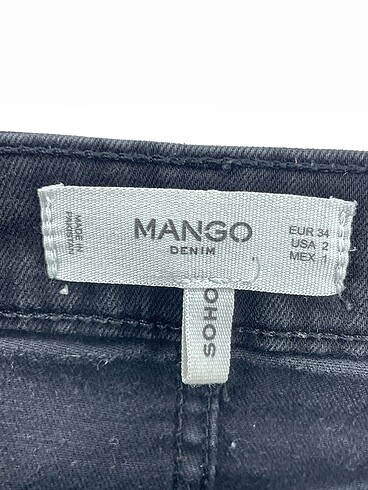 MADE IN
PAKISTAN
MANGO
DENIM
EUR 34
USA 2
MEX 1
SOHO